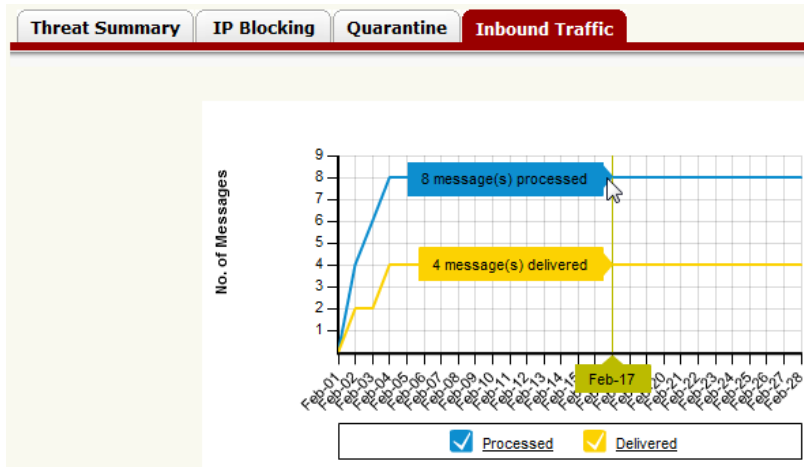 Threat Summary
IP Blocking
Quarantine
Inbound Traffic
No. of Messages
9
8
7
6
5
4
3
2
1
8 message(s) processed
4 message(s) delivered
Feb-01
Feb-02
Feb-03
Feb-04
Feb-05
Feb-06
Feb-07
Feb-08
Feb-09
Feb-10
Feb-11
Feb-12
Feb-13
Feb-14
Feb-17
Feb-21
Feb-22
Feb-23
Feb-24
Feb-25
Feb-26
Feb-27
Feb-28
Processed
Delivered